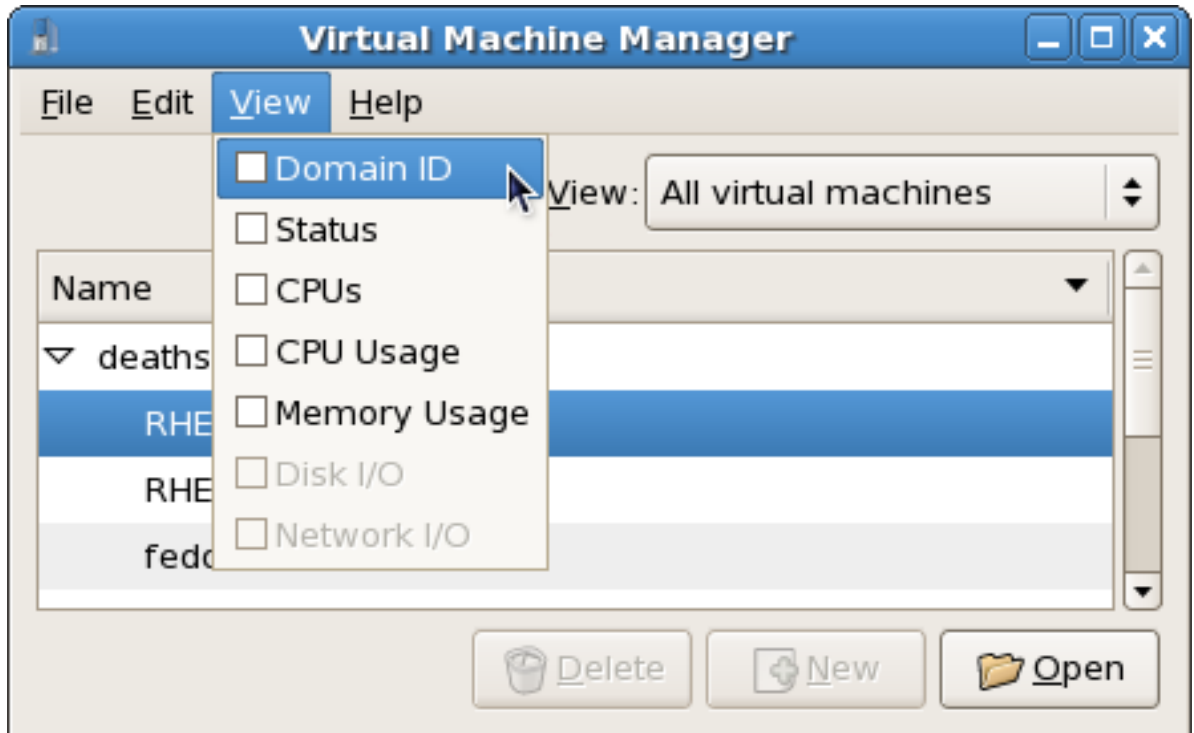 Virtual Machine Manager
File Edit View Help
Domain ID
View: All virtual machines
Status
Name
CPUs
deaths
CPU Usage
RHE
Memory Usage
RHE
Disk I/O
Network I/O
Delete New Open